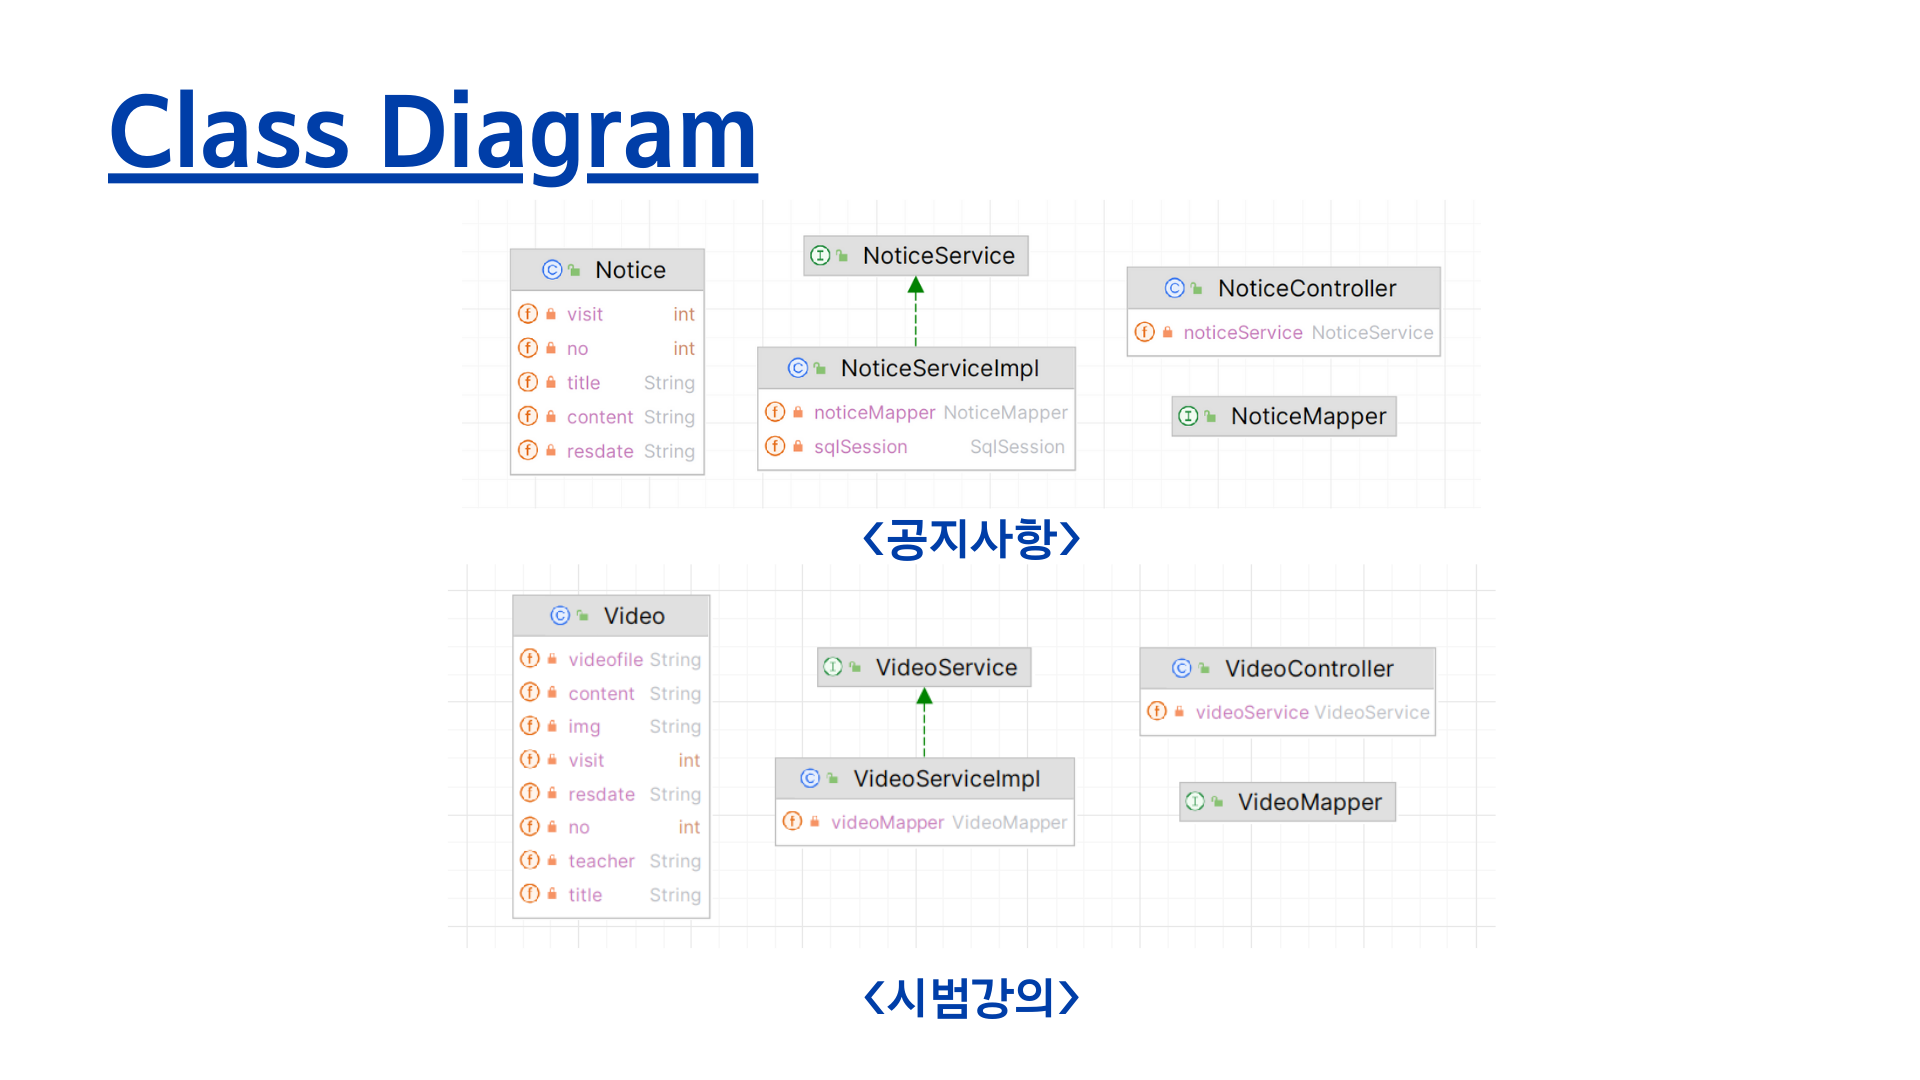 Class Diagram
Notice
visit int
no int
title String
content String
resdate String
NoticeService
NoticeServiceImpl
noticeMapper NoticeMapper
sqlSession SqlSession
NoticeController
noticeService NoticeService
NoticeMapper
<공지사항>
Video
videofile String
content String
img String
visit int
resdate String
no int
teacher String
title String
VideoService
VideoServiceImpl
videoMapper VideoMapper
VideoController
videoService VideoService
VideoMapper
<시범강의>